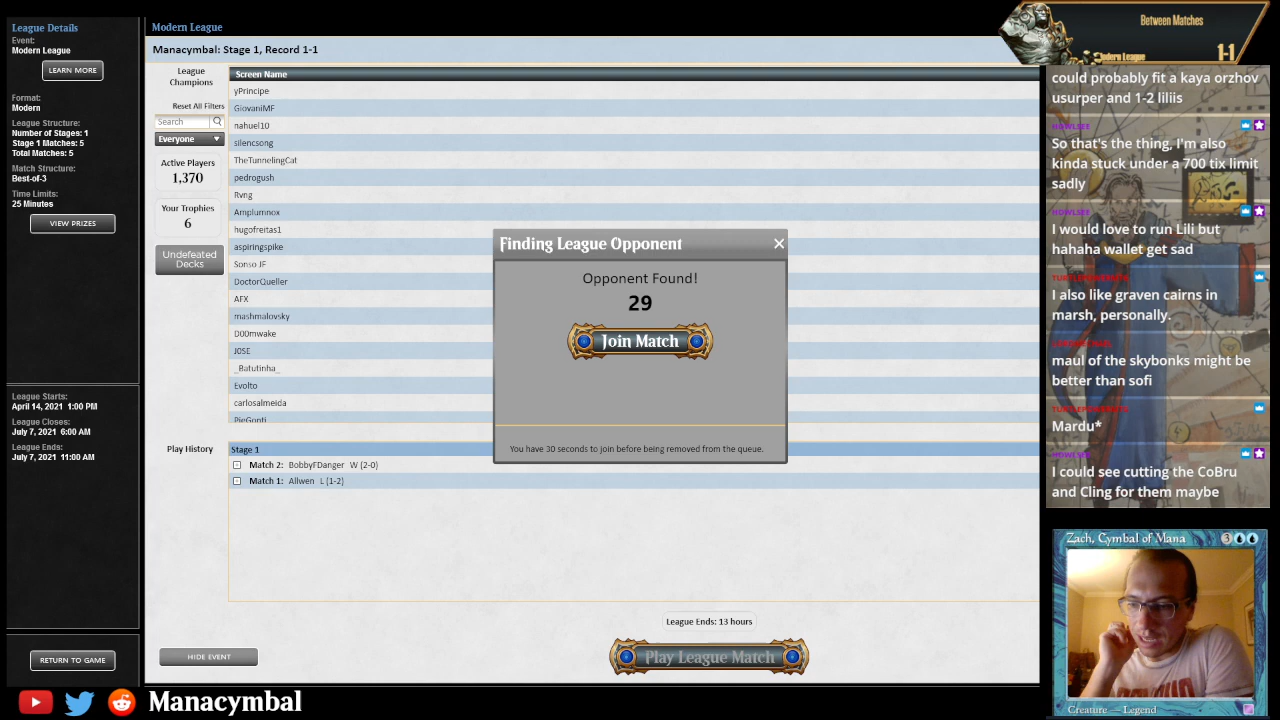 League Details
Event:
Modern League
LEARN MORE
Format:
Modern
League Structure:
Number of Stages: 1
Stage 1 Matches: 5
Total Matches: 5
Match Structure:
Best-of-3
Time Limits:
25 Minutes
VIEW PRIZES
League Starts:
April 14, 2021 1:00 PM
League Closes:
July 7, 2021 6:00 AM
League Ends:
July 7, 2021 11:00 AM
RETURN TO GAME
Modern League
Manacymbal: Stage 1, Record 1-1
League
Champions
Reset All Filters
Search
Everyone
Active Players
1,370
Your Trophies
6
Undefeated
Decks
Screen Name
yPrincipe
GiovaniMF
nahuel10
silencsong
TheTunnelingCat
pedrogush
Rvng
Amplumnox
hugofreitas1
aspiringspike
Sonso JF
DoctorQueller
AFX
mashmalovsky
D00mwake
J0SE
_Batutinha_
Evolto
carlosalmeida
PieGonti
Finding League Opponent
Opponent Found!
29
Join Match
You have 30 seconds to join before being removed from the queue.
Play History
Stage 1
Match 2: BobbyFDanger W (2-0)
Match 1: Allwen L (1-2)
League Ends: 13 hours
HIDE EVENT
Play League Match
Between Matches
Modern League
1-1
could probably fit a kaya orzhov
usurper and 1-2 liliis
HOWLSEE
So that's the thing, I'm also
kinda stuck under a 700 tix limit
sadly
HOWLSEE
I would love to run Lili but
hahaha wallet get sad
I also like graven cairns in
marsh, personally.
maul of the skybonks might be
better than sofi
Mardu*
HOWLSEE
I could see cutting the CoBru
and Cling for them maybe
Zach, Cymbal of Mana
3
Creature — Legend
Manacymbal